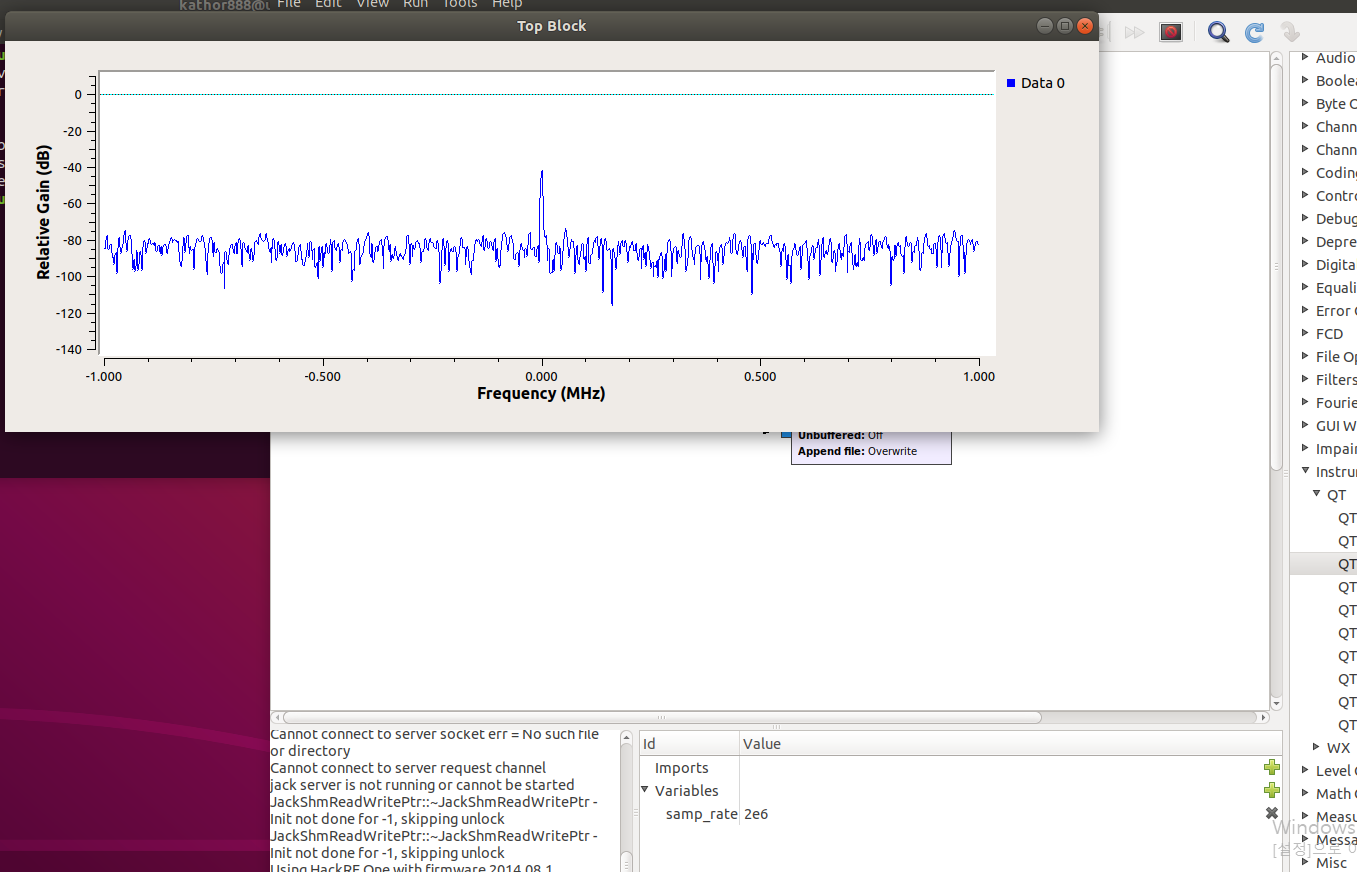 kathor888@u
File Edit View Run Tools Help
Top Block
Data 0
Relative Gain (dB)
0
-20
-40
-60
-80
-100
-120
-140
-1.000 -0.500 0.000 0.500 1.000
Frequency (MHz)
Unbuffered: Off
Append file: Overwrite
Audio
Boolea
Byte O
Chann
Chann
Coding
Contro
Debug
Depre
Digita
Equali
Error C
FCD
File Op
Filters
Fourie
GUI W
Impair
Instru
QT
QT
QT
QT
QT
QT
QT
QT
QT
QT
QT
WX
Level C
Math O
Measu
Messa
Misc
Cannot connect to server socket err = No such file
or directory
Cannot connect to server request channel
jack server is not running or cannot be started
JackShmReadWritePtr::~JackShmReadWritePtr -
Init not done for -1, skipping unlock
JackShmReadWritePtr::~JackShmReadWritePtr -
Init not done for -1, skipping unlock
Using HackRF One with firmware 2014.08.1
Id Value
Imports
Variables
samp_rate 2e6
Windows
[설정]으로 이